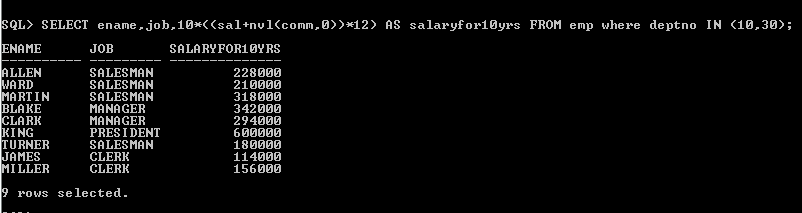 SQL> SELECT ename,job,10*((sal+nvl(comm,0))*12) AS salaryfor10yrs FROM emp where deptno IN (10,30);
ENAME      JOB       SALARYFOR10YRS
---------- --------- --------------
ALLEN      SALESMAN          228000
WARD       SALESMAN          210000
MARTIN     SALESMAN          318000
BLAKE      MANAGER           342000
CLARK      MANAGER           294000
KING       PRESIDENT         600000
TURNER     SALESMAN          180000
JAMES      CLERK             114000
MILLER     CLERK             156000
9 rows selected.